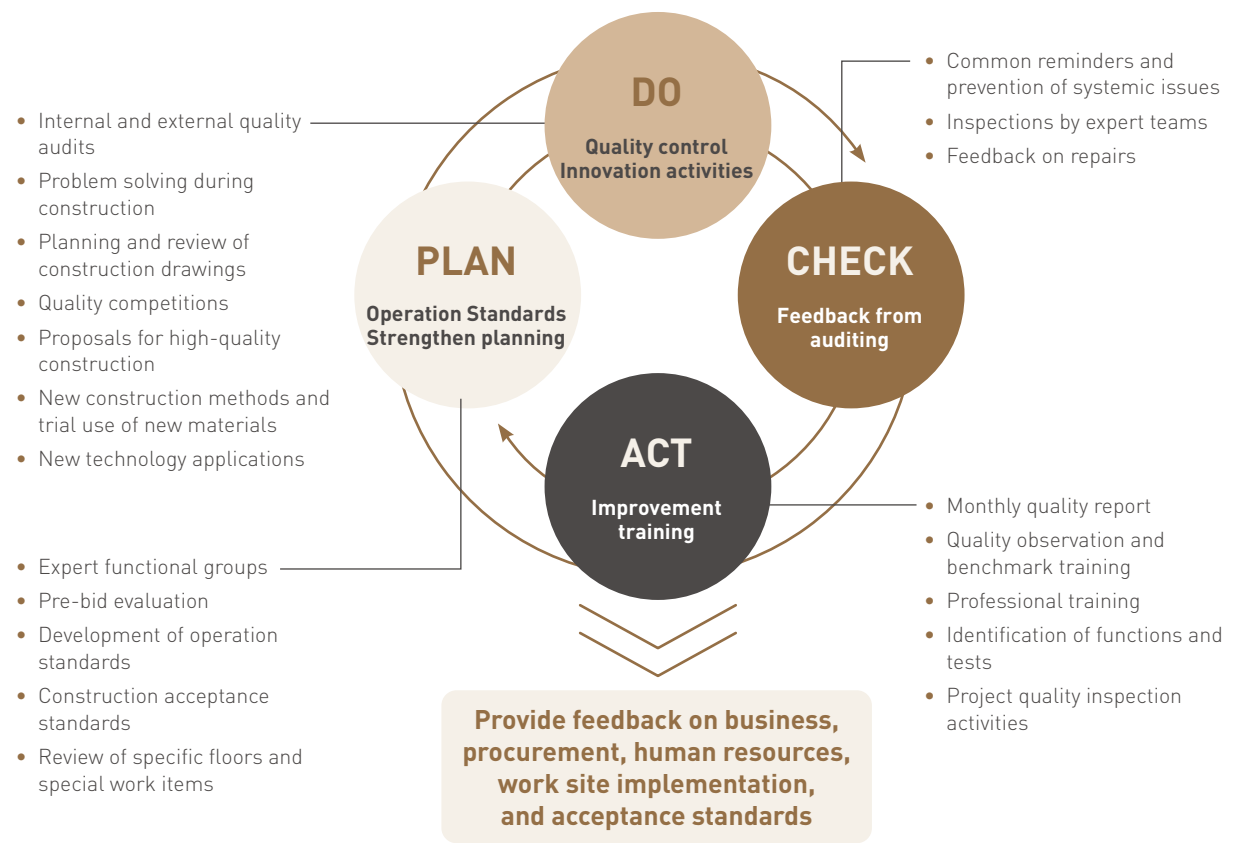 DO
Quality control
Innovation activities
• Internal and external quality
audits
• Problem solving during
construction
• Planning and review of
construction drawings
• Quality competitions
• Proposals for high-quality
construction
• New construction methods and
trial use of new materials
• New technology applications
• Common reminders and
prevention of systemic issues
• Inspections by expert teams
• Feedback on repairs
PLAN
Operation Standards
Strengthen planning
CHECK
Feedback from
auditing
ACT
Improvement
training
• Expert functional groups
• Pre-bid evaluation
• Development of operation
standards
• Construction acceptance
standards
• Review of specific floors and
special work items
• Monthly quality report
• Quality observation and
benchmark training
• Professional training
• Identification of functions and
tests
• Project quality inspection
activities
Provide feedback on business,
procurement, human resources,
work site implementation,
and acceptance standards